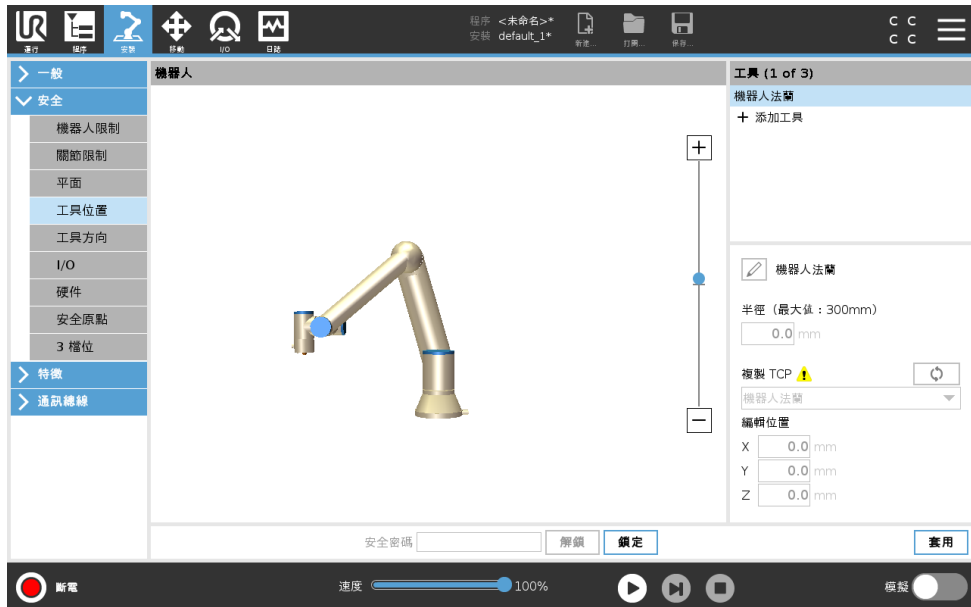 UR
程序 <未命名>*
安裝 default_1*
C C
C C
運行
程序
安裝
移動
I/O
日誌
新建...
打開...
保存...
一般
安全
機器人限制
關節限制
平面
工具位置
工具方向
I/O
硬件
安全原點
3 檔位
特徵
通訊總線
機器人
工具 (1 of 3)
機器人法蘭
+ 添加工具
機器人法蘭
半徑（最大值：300mm）
0.0 mm
複製 TCP
機器人法蘭
編輯位置
X 0.0 mm
Y 0.0 mm
Z 0.0 mm
安全密碼 解鎖 鎖定 套用
斷電 速度 100% 模擬